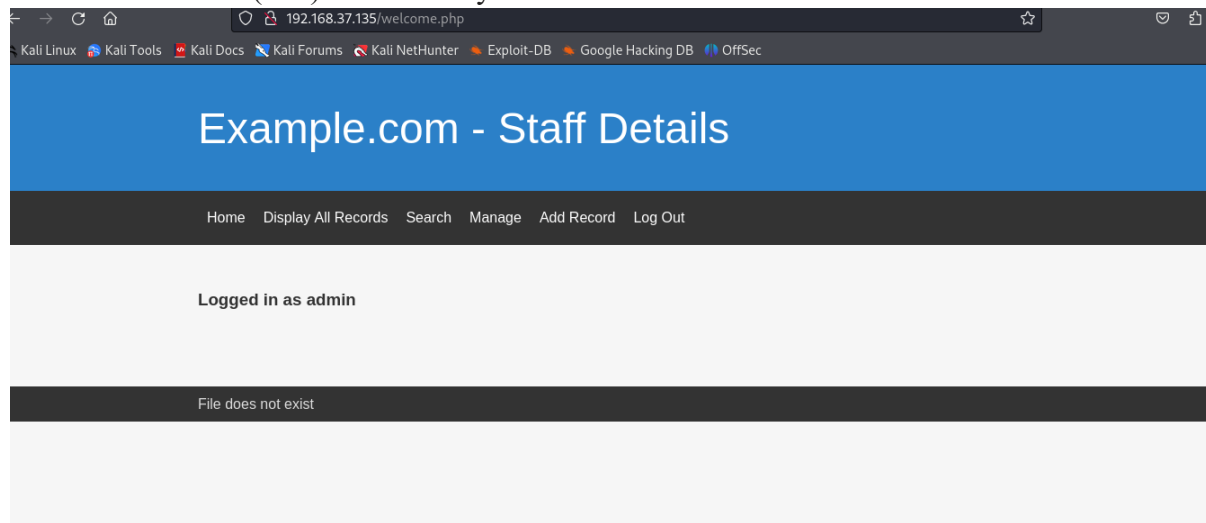 192.168.37.135/welcome.php
Kali Linux Kali Tools Kali Docs Kali Forums Kali NetHunter Exploit-DB Google Hacking DB OffSec
Example.com - Staff Details
Home Display All Records Search Manage Add Record Log Out
Logged in as admin
File does not exist